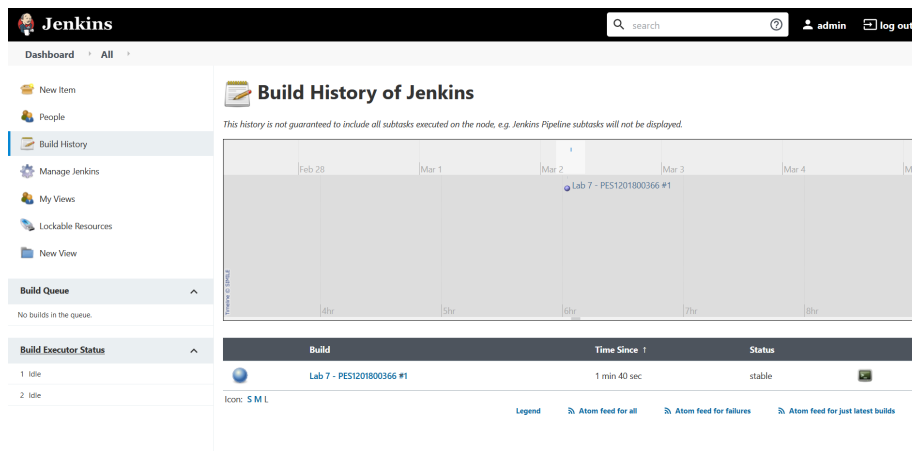 Jenkins
search
admin
log out
Dashboard
All
New Item
People
Build History
Manage Jenkins
My Views
Lockable Resources
New View
Build Queue
No builds in the queue.
Build Executor Status
1 Idle
2 Idle
Build History of Jenkins
This history is not guaranteed to include all subtasks executed on the node, e.g. Jenkins Pipeline subtasks will not be displayed.
Feb 28 Mar 1 Mar 2 Mar 3 Mar 4 M
Lab 7 - PES1201800366 #1
Timeline © SIMILE
4hr 5hr 6hr 7hr 8hr
Build Time Since ↑ Status
Lab 7 - PES1201800366 #1 1 min 40 sec stable
Icon: S M L
Legend Atom feed for all Atom feed for failures Atom feed for just latest builds